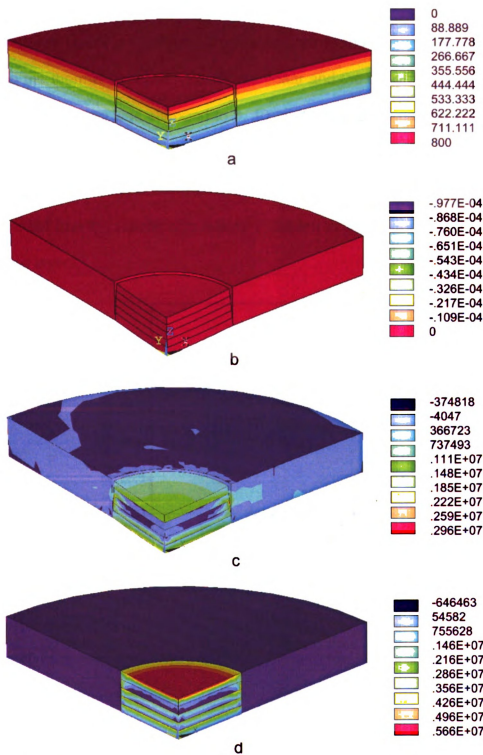 0
88.889
177.778
266.667
355.556
444.444
533.333
622.222
711.111
800
Y
X
a
-.977E-04
-.868E-04
-.760E-04
-.651E-04
-.543E-04
-.434E-04
-.326E-04
-.217E-04
-.109E-04
0
Y
Z
X
b
-374818
-4047
366723
737493
.111E+07
.148E+07
.185E+07
.222E+07
.259E+07
.296E+07
c
-646463
54582
755628
.146E+07
.216E+07
.286E+07
.356E+07
.426E+07
.496E+07
.566E+07
d